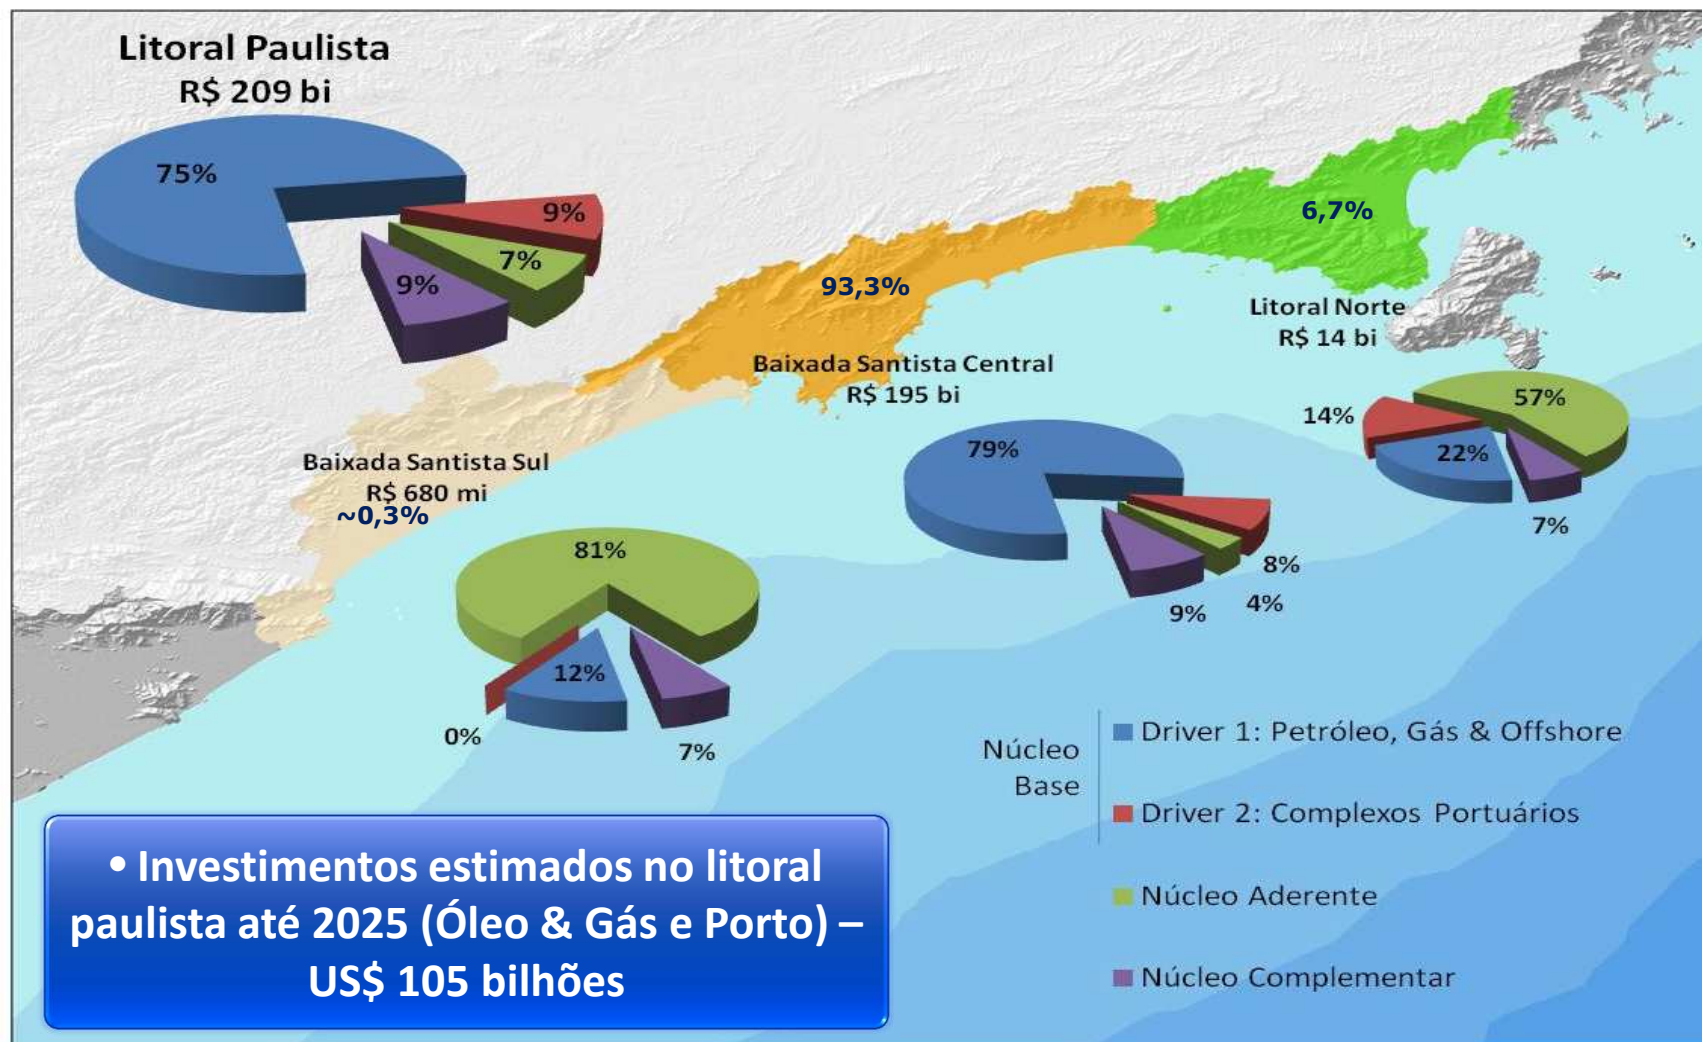 Litoral Paulista
R$ 209 bi
75%
9%
7%
9%
6,7%
93,3%
Litoral Norte
R$ 14 bi
Baixada Santista Central
R$ 195 bi
57%
14%
22%
7%
79%
8%
4%
9%
Baixada Santista Sul
R$ 680 mi
~0,3%
81%
12%
0%
7%
Núcleo
Base
Driver 1: Petróleo, Gás & Offshore
Driver 2: Complexos Portuários
Núcleo Aderente
Núcleo Complementar
• Investimentos estimados no litoral
paulista até 2025 (Óleo & Gás e Porto) –
US$ 105 bilhões